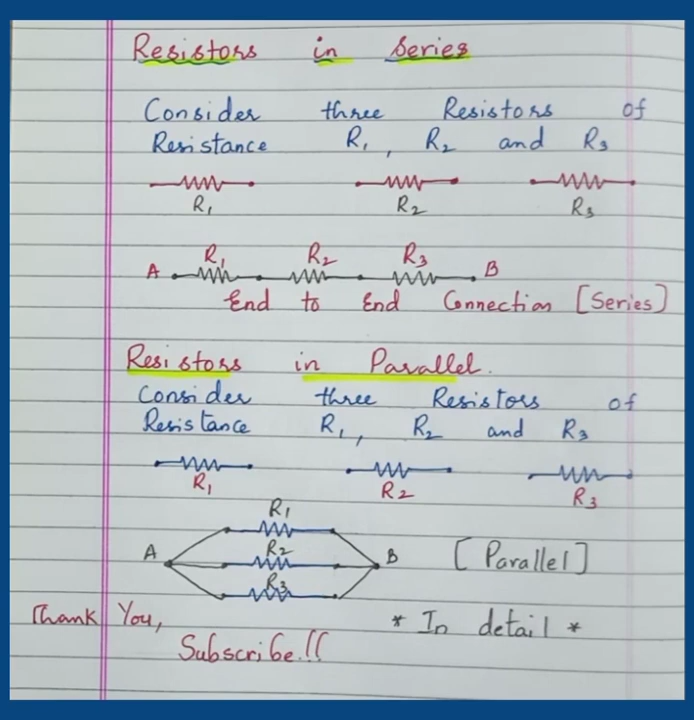 Resistors in Series
Consider three Resistors of
Resistance R₁, R₂ and R₃
R₁ R₂ R₃
A R₁ R₂ R₃ B
End to End Connection [Series]
Resistors in Parallel.
Consider three Resistors of
Resistance R₁, R₂ and R₃
R₁ R₂ R₃
R₁
A R₂ B [Parallel]
R₃
Thank You, * In detail *
Subscribe!!